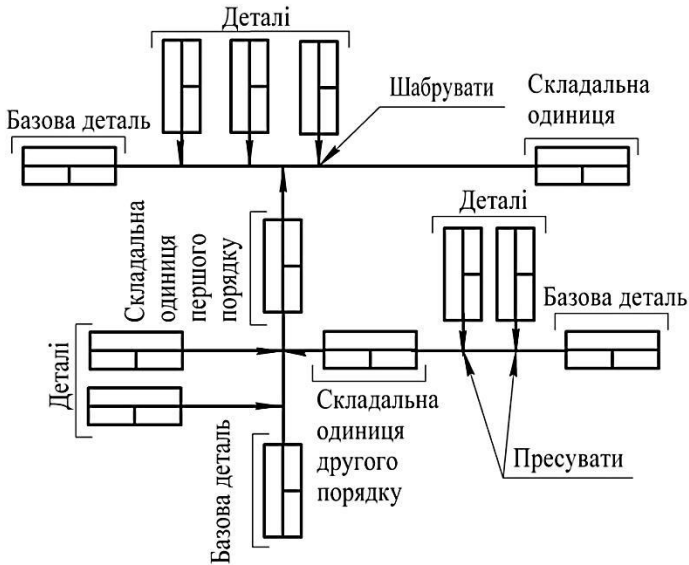 Деталі
Шабрувати
Складальна
одиниця
Базова деталь
Деталі
Складальна
одиниця
першого
порядку
Базова деталь
Деталі
Складальна
одиниця
другого
порядку
Пресувати
Базова деталь